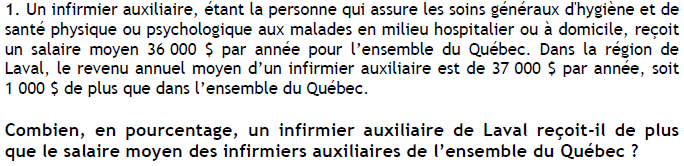 1. Un infirmier auxiliaire, étant la personne qui assure les soins généraux d'hygiène et de
santé physique ou psychologique aux malades en milieu hospitalier ou à domicile, reçoit
un salaire moyen 36 000 $ par année pour l'ensemble du Québec. Dans la région de
Laval, le revenu annuel moyen d'un infirmier auxiliaire est de 37 000 $ par année, soit
1 000 $ de plus que dans l'ensemble du Québec.
Combien, en pourcentage, un infirmier auxiliaire de Laval reçoit-il de plus
que le salaire moyen des infirmiers auxiliaires de l'ensemble du Québec ?